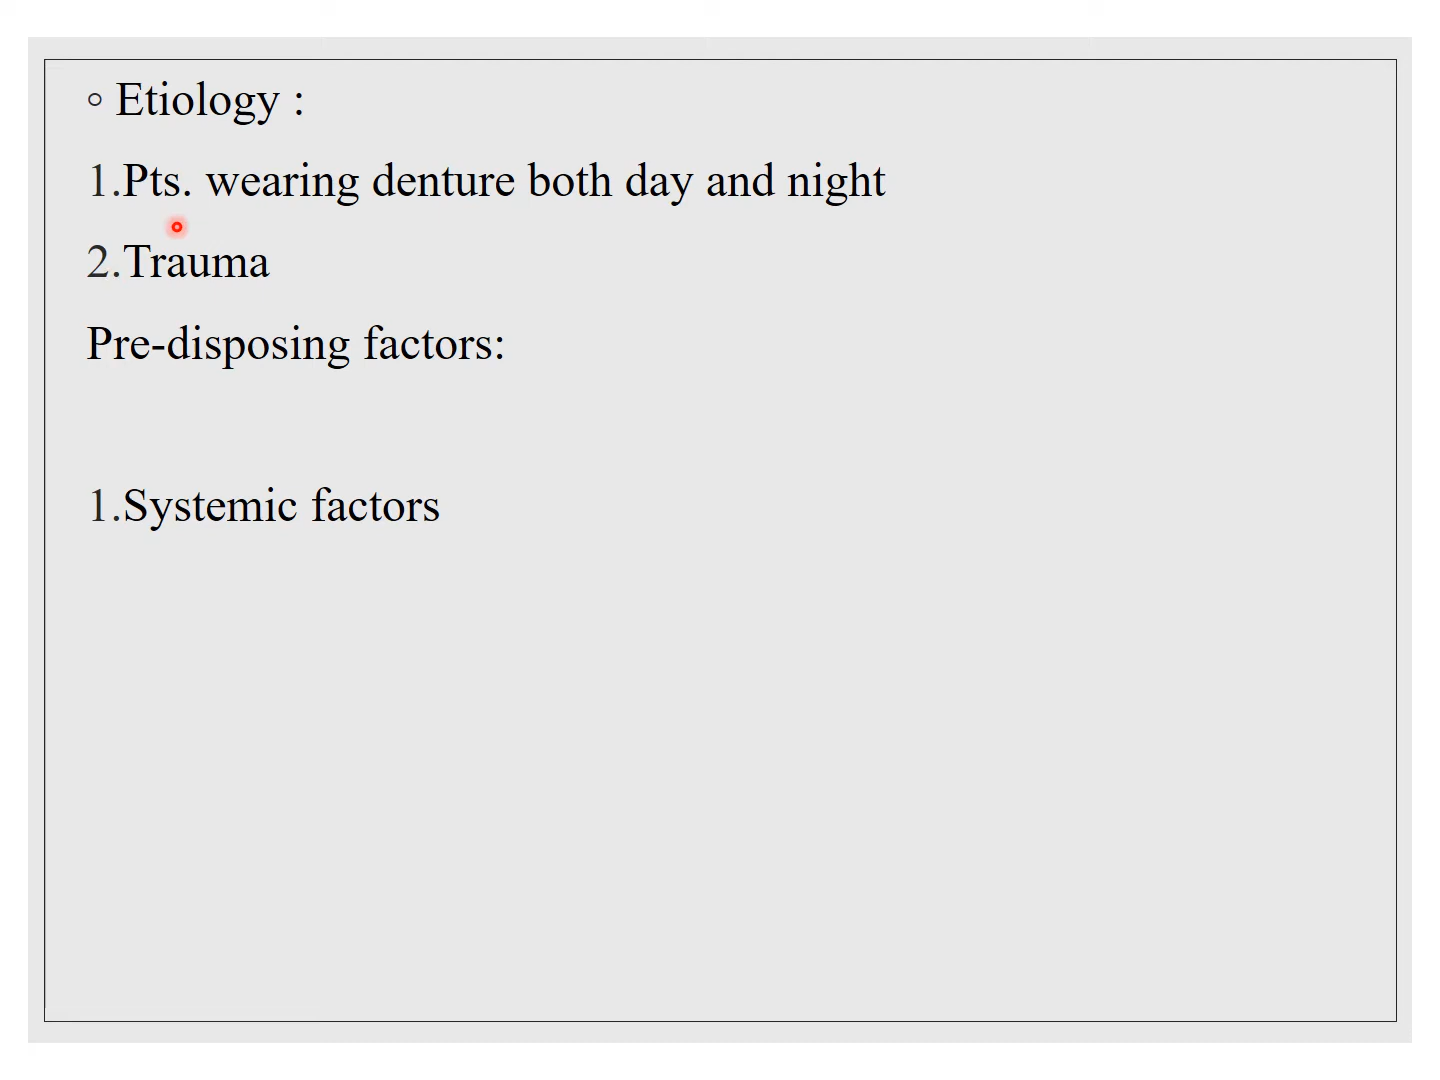 ◦ Etiology :
1.Pts. wearing denture both day and night
2.Trauma
Pre-disposing factors:
1.Systemic factors